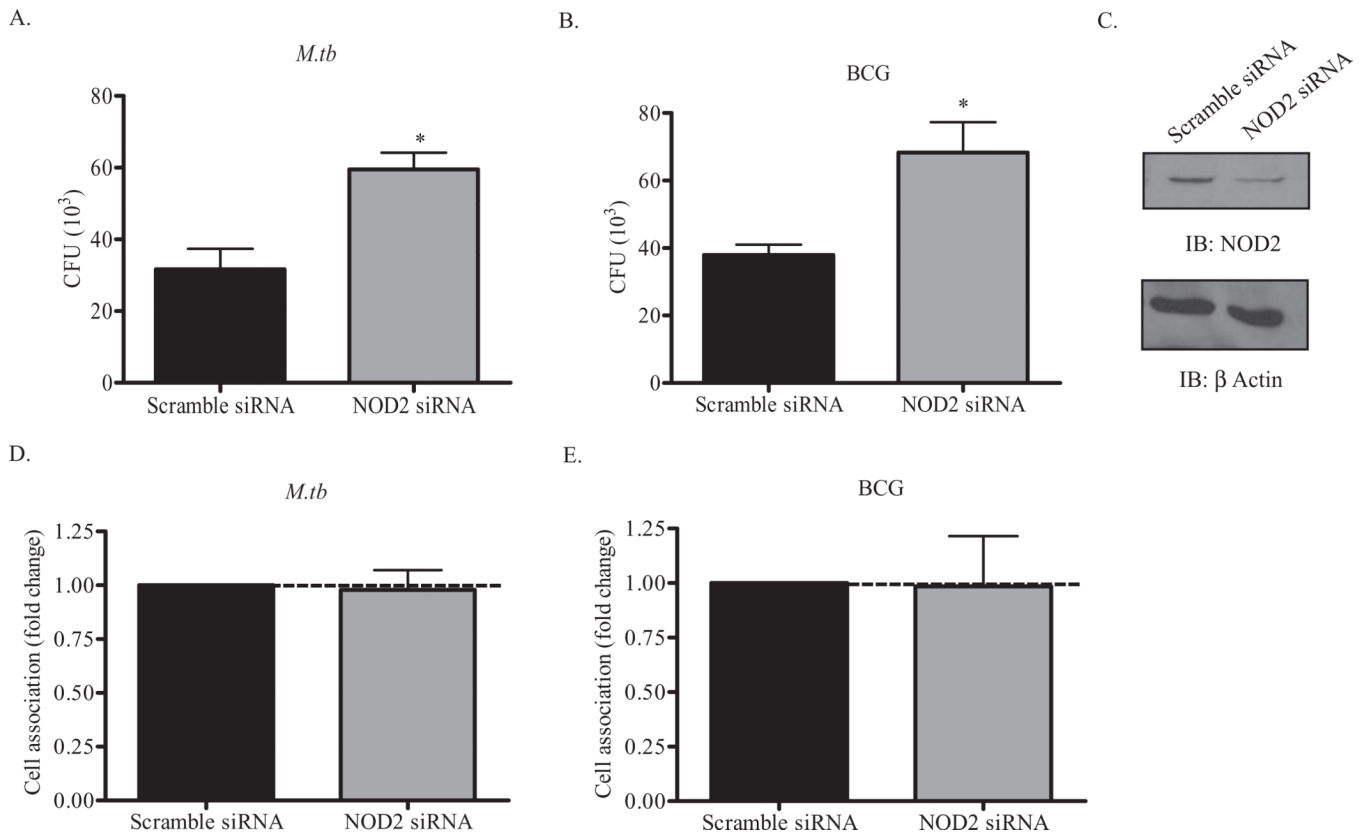 A.
M.tb
CFU (10³)
80
60
40
20
0
*
Scramble siRNA
NOD2 siRNA
B.
BCG
CFU (10³)
80
60
40
20
0
*
Scramble siRNA
NOD2 siRNA
C.
Scramble siRNA
NOD2 siRNA
IB: NOD2
IB: β Actin
D.
M.tb
Cell association (fold change)
1.25
1.00
0.75
0.50
0.25
0.00
Scramble siRNA
NOD2 siRNA
E.
BCG
Cell association (fold change)
1.25
1.00
0.75
0.50
0.25
0.00
Scramble siRNA
NOD2 siRNA